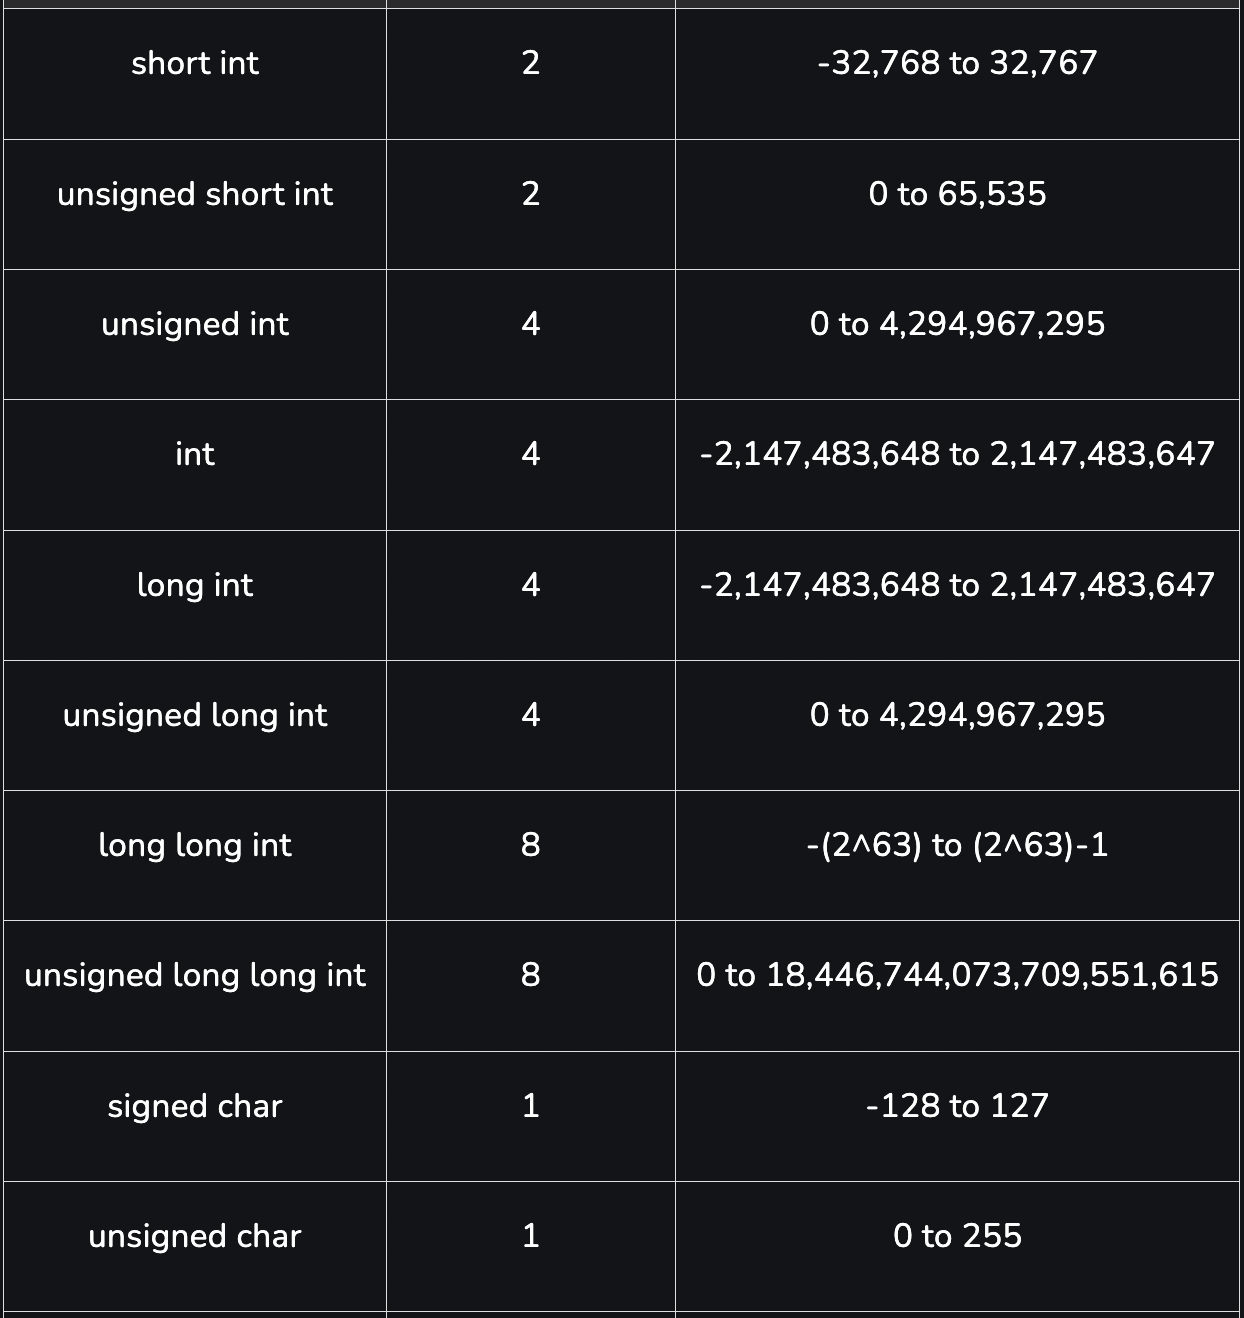 short int 2 -32,768 to 32,767
unsigned short int 2 0 to 65,535
unsigned int 4 0 to 4,294,967,295
int 4 -2,147,483,648 to 2,147,483,647
long int 4 -2,147,483,648 to 2,147,483,647
unsigned long int 4 0 to 4,294,967,295
long long int 8 -(2^63) to (2^63)-1
unsigned long long int 8 0 to 18,446,744,073,709,551,615
signed char 1 -128 to 127
unsigned char 1 0 to 255